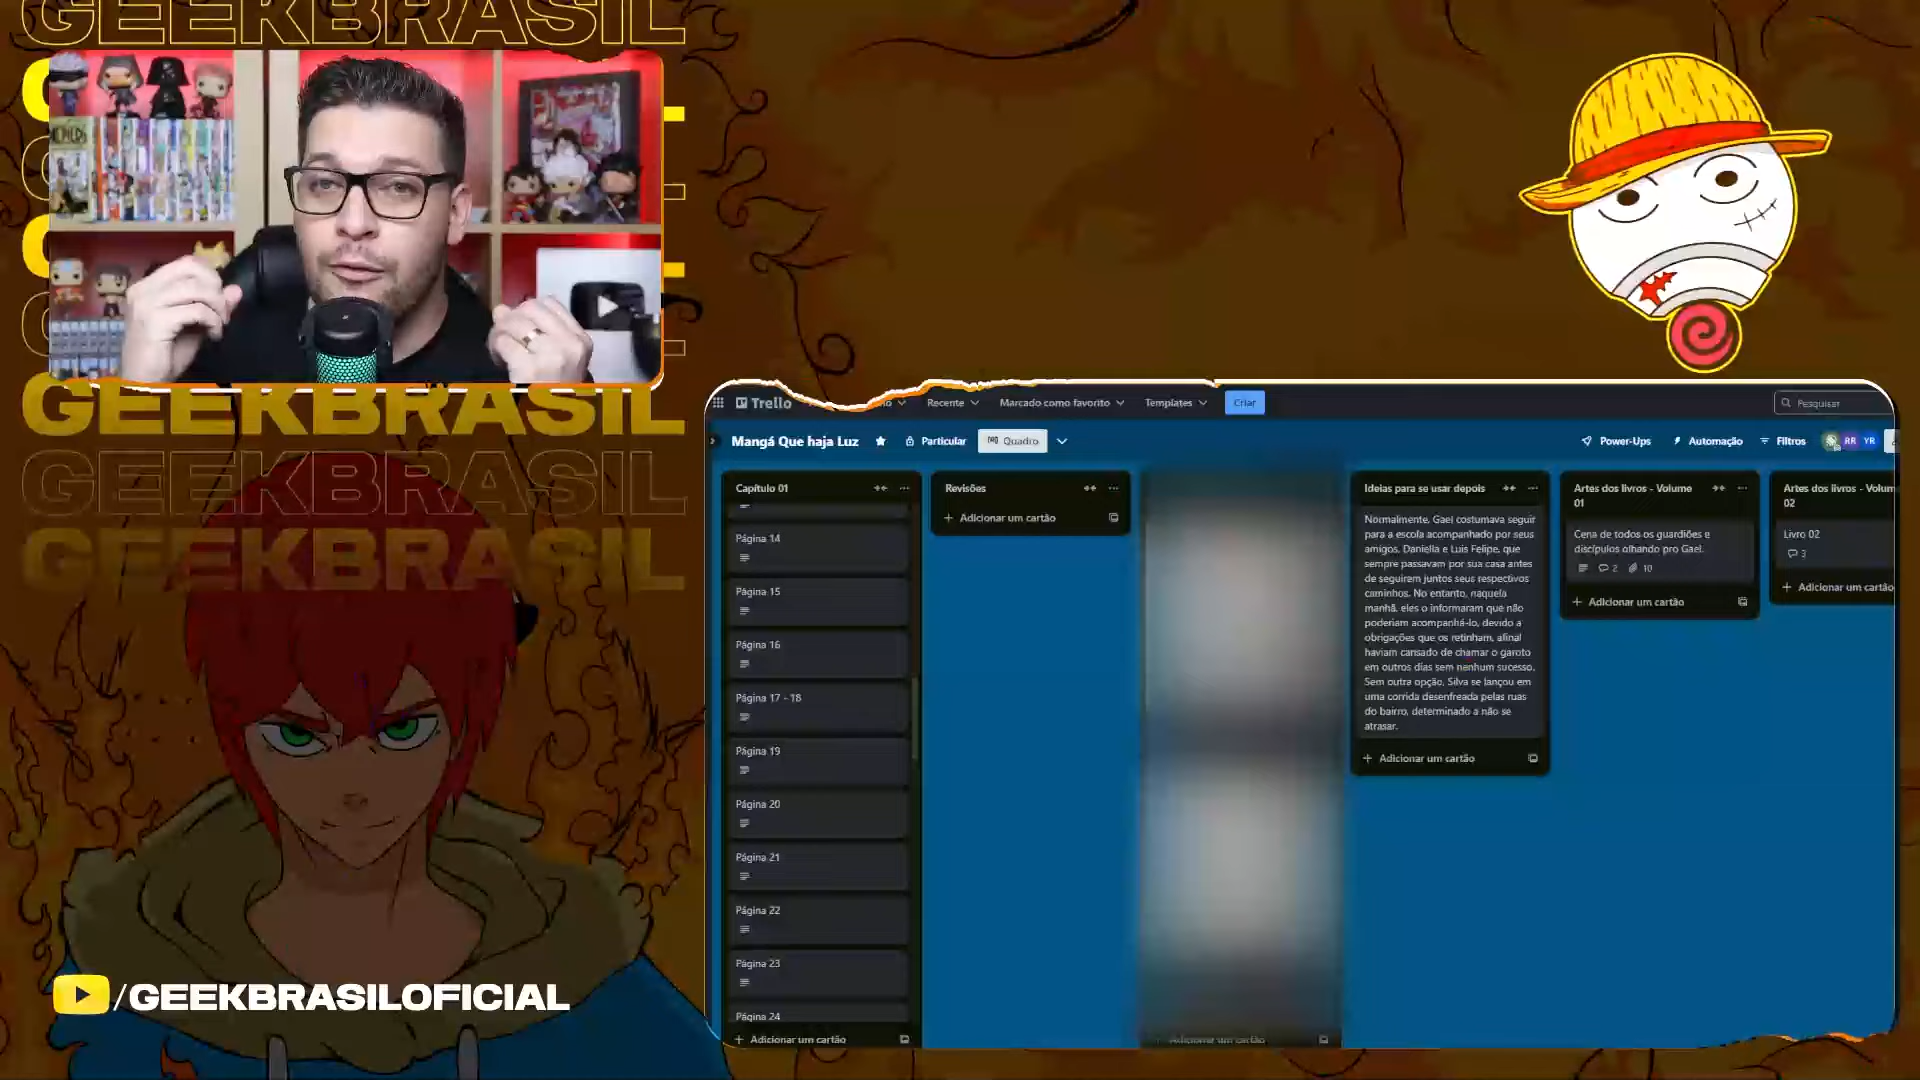 GEEKBRASIL
GEEKBRASIL
GEEKBRASIL
GEEKBRASIL
/GEEKBRASILOFICIAL
Trello
Recente
Marcado como favorito
Templates
Criar
Pesquisar
Mangá Que haja Luz
Particular
Quadro
Power-Ups
Automação
Filtros
RR
YR
Capítulo 01
Página 14
Página 15
Página 16
Página 17 - 18
Página 19
Página 20
Página 21
Página 22
Página 23
Página 24
+ Adicionar um cartão
Revisões
+ Adicionar um cartão
Adicionar um cartão
Ideias para se usar depois
Normalmente, Gael costumava seguir
para a escola acompanhado por seus
amigos, Daniella e Luis Felipe, que
sempre passavam por sua casa antes
de seguirem juntos seus respectivos
caminhos. No entanto, naquela
manhã, eles o informaram que não
poderiam acompanhá-lo, devido a
obrigações que os retinham, afinal
haviam cansado de chamar o garoto
em outros dias sem nenhum sucesso.
Sem outra opção, Silva se lançou em
uma corrida desenfreada pelas ruas
do bairro, determinado a não se
atrasar.
+ Adicionar um cartão
Artes dos livros - Volume
01
Cena de todos os guardiões e
discípulos olhando pro Gael.
2
10
+ Adicionar um cartão
Artes dos livros - Volum
02
Livro 02
3
+ Adicionar um cartão